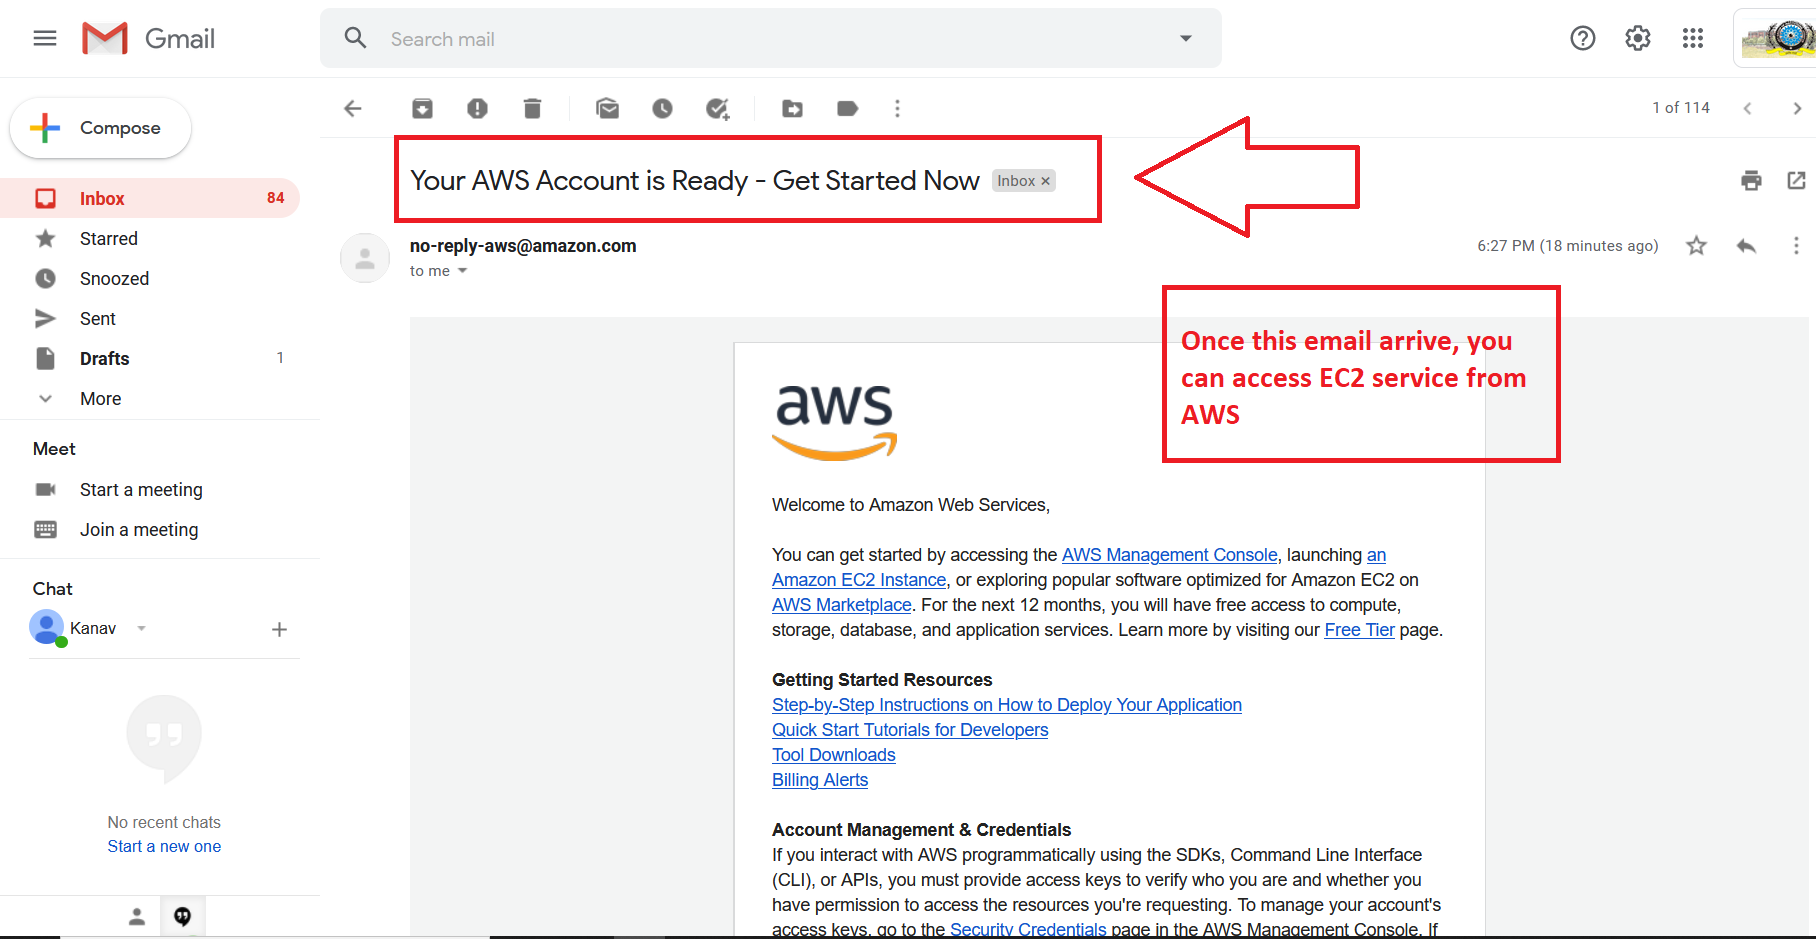 Gmail
Search mail
Compose
1 of 114
Inbox 84
Starred
Snoozed
Sent
Drafts 1
More
Meet
Start a meeting
Join a meeting
Chat
Kanav
No recent chats
Start a new one
Your AWS Account is Ready - Get Started Now Inbox ×
no-reply-aws@amazon.com
to me
6:27 PM (18 minutes ago)
Once this email arrive, you
can access EC2 service from
AWS
aws
Welcome to Amazon Web Services,
You can get started by accessing the AWS Management Console, launching an
Amazon EC2 Instance, or exploring popular software optimized for Amazon EC2 on
AWS Marketplace. For the next 12 months, you will have free access to compute,
storage, database, and application services. Learn more by visiting our Free Tier page.
Getting Started Resources
Step-by-Step Instructions on How to Deploy Your Application
Quick Start Tutorials for Developers
Tool Downloads
Billing Alerts
Account Management & Credentials
If you interact with AWS programmatically using the SDKs, Command Line Interface
(CLI), or APIs, you must provide access keys to verify who you are and whether you
have permission to access the resources you're requesting. To manage your account's
access keys, go to the Security Credentials page in the AWS Management Console. If